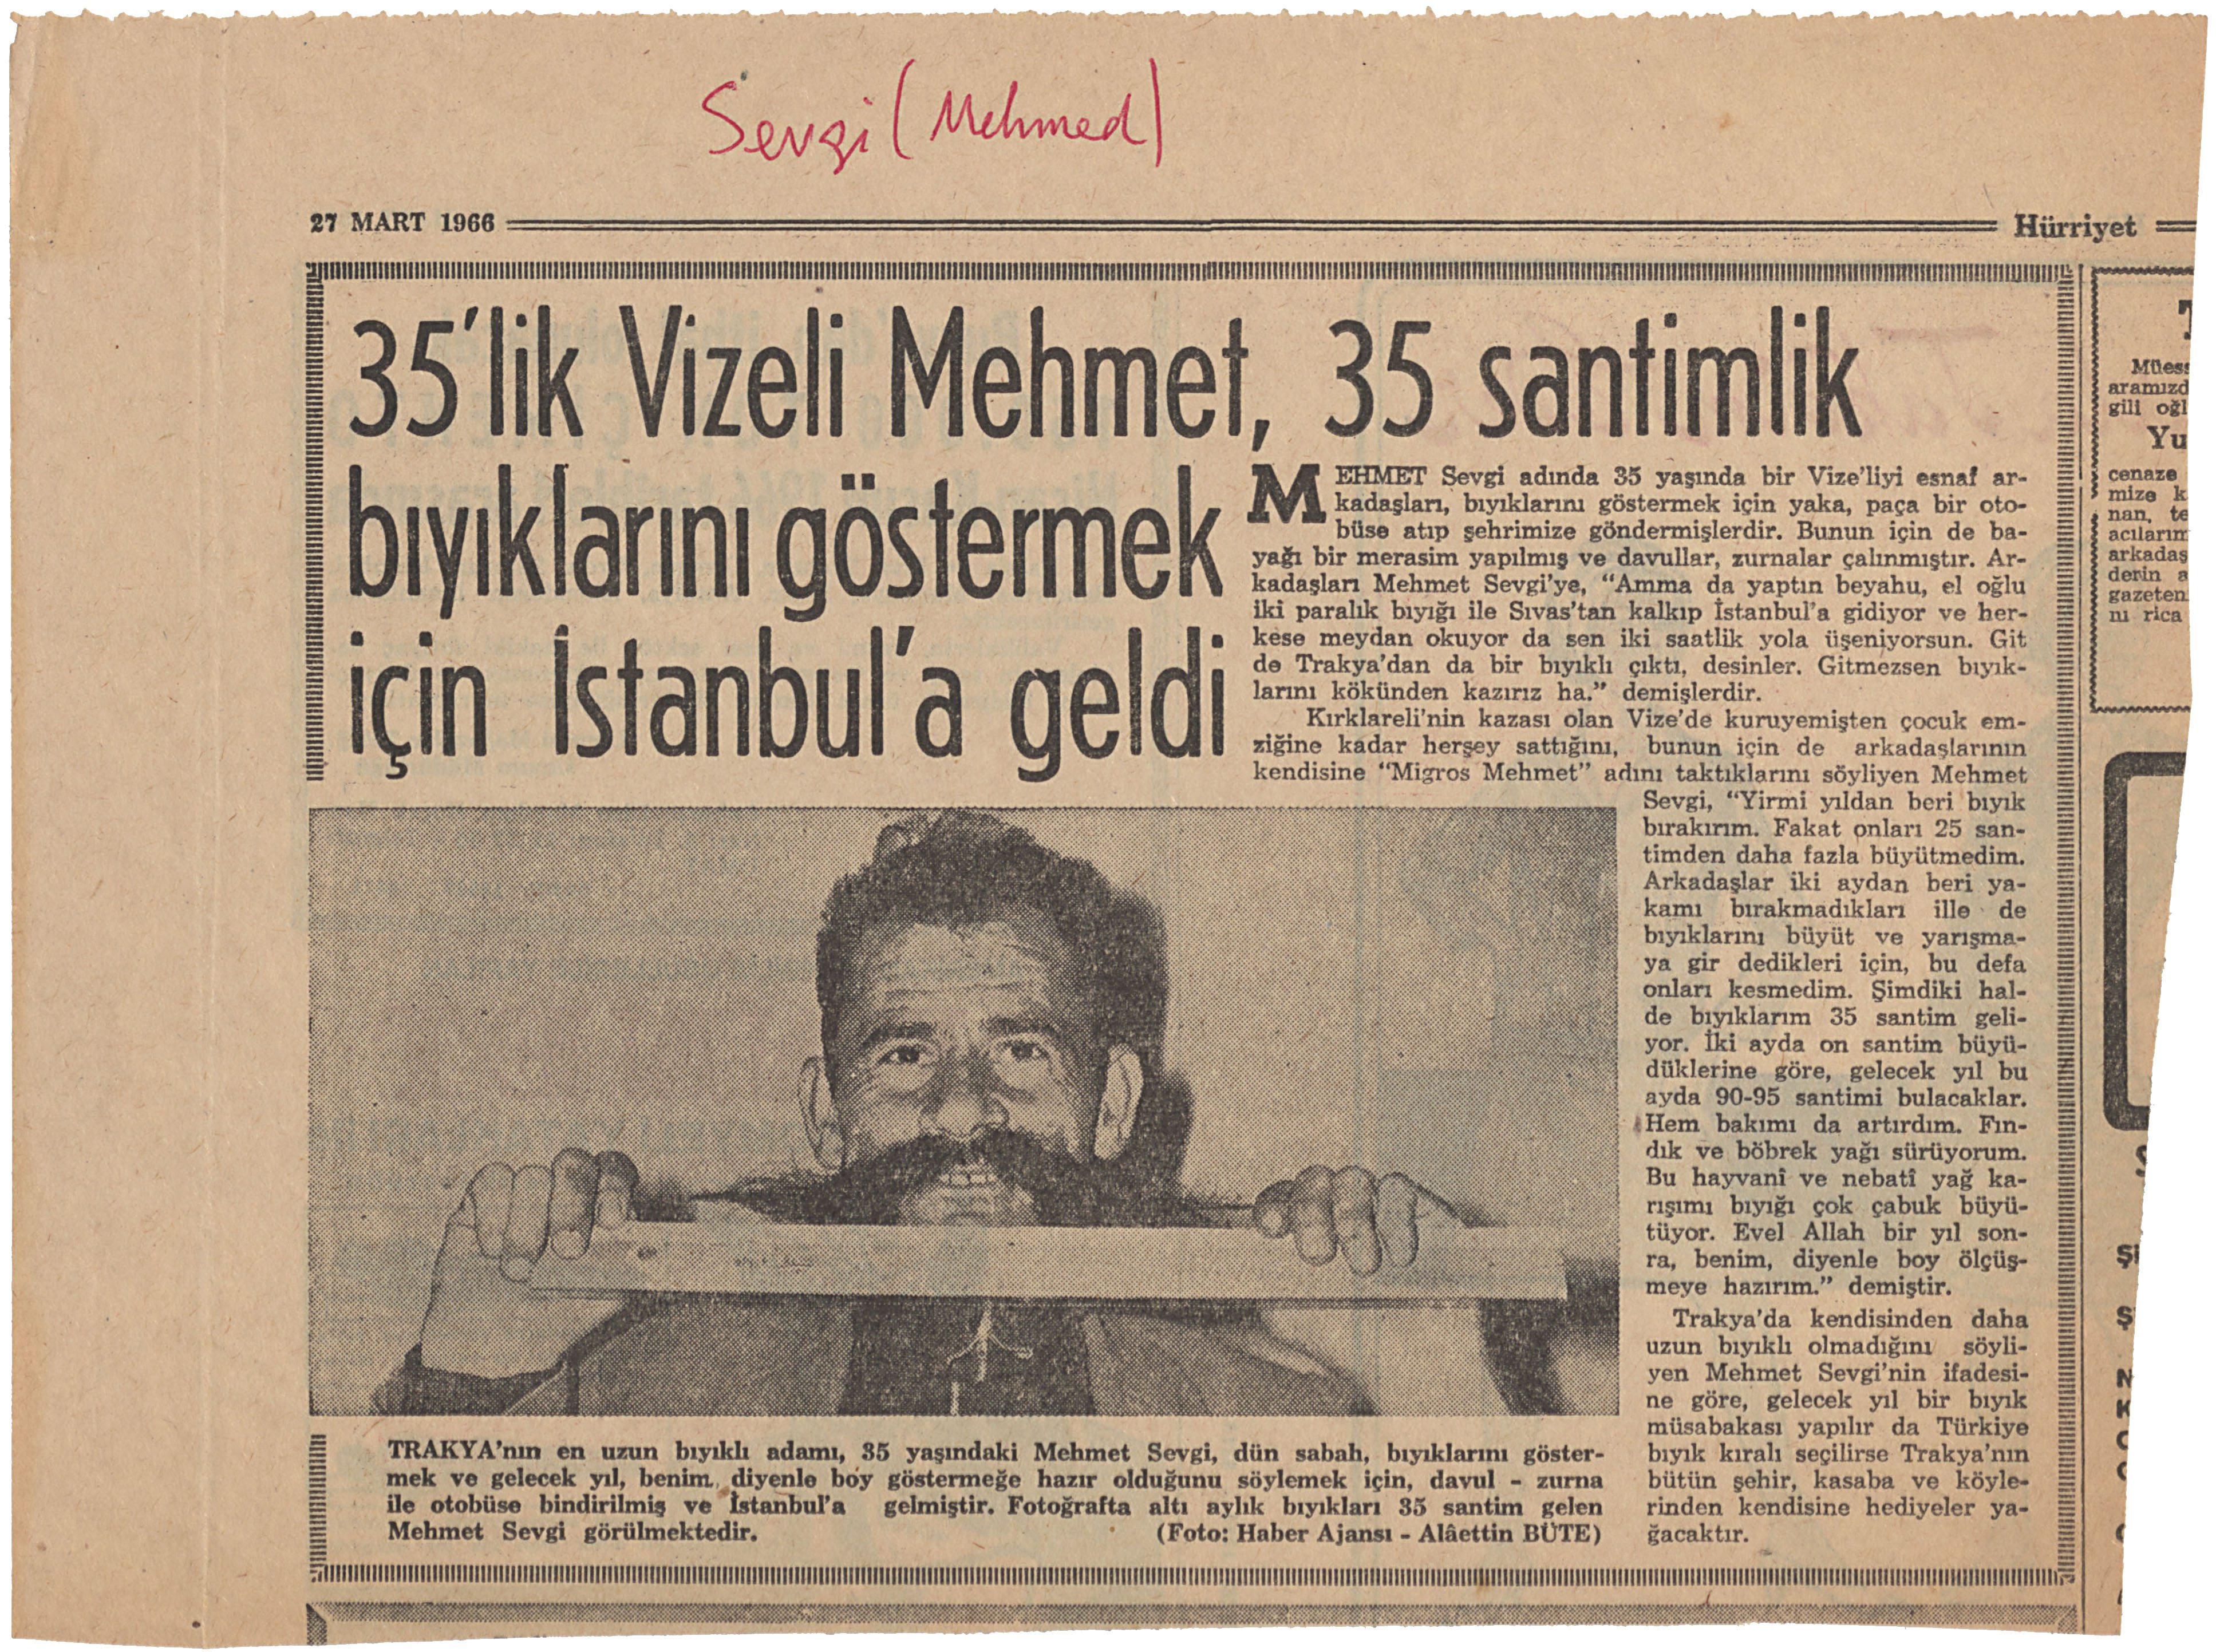 Sevgi (Mehmed)
27 MART 1966
Hürriyet
35'lik Vizeli Mehmet, 35 santimlik
bıyıklarını göstermek
için İstanbul'a geldi
MEHMET Sevgi adında 35 yaşında bir Vize'liyi esnaf ar-
kadaşları, bıyıklarını göstermek için yaka, paça bir oto-
büse atıp şehrimize göndermişlerdir. Bunun için de ba-
yağı bir merasim yapılmış ve davullar, zurnalar çalınmıştır. Ar-
kadaşları Mehmet Sevgi'ye, "Amma da yaptın beyahu, el oğlu
iki paralık bıyığı ile Sıvas'tan kalkıp İstanbul'a gidiyor ve her-
kese meydan okuyor da sen iki saatlik yola üşeniyorsun. Git
de Trakya'dan da bir bıyıklı çıktı, desinler. Gitmezsen bıyık-
larını kökünden kazırız ha." demişlerdir.
Kırklareli'nin kazası olan Vize'de kuruyemişten çocuk em-
ziğine kadar herşey sattığını, bunun için de arkadaşlarının
kendisine "Migros Mehmet" adını taktıklarını söyliyen Mehmet
Sevgi, "Yirmi yıldan beri bıyık
bırakırım. Fakat onları 25 san-
timden daha fazla büyütmedim.
Arkadaşlar iki aydan beri ya-
kamı bırakmadıkları ille de
bıyıklarını büyüt ve yarışma-
ya gir dedikleri için, bu defa
onları kesmedim. Şimdiki hal-
de bıyıklarım 35 santim geli-
yor. İki ayda on santim büyü-
düklerine göre, gelecek yıl bu
ayda 90-95 santimi bulacaklar.
Hem bakımı da artırdım. Fın-
dık ve böbrek yağı sürüyorum.
Bu hayvanî ve nebatî yağ ka-
rışımı bıyığı çok çabuk büyü-
tüyor. Evel Allah bir yıl son-
ra, benim, diyenle boy ölçüş-
meye hazırım." demiştir.
Trakya'da kendisinden daha
uzun bıyıklı olmadığını söyli-
yen Mehmet Sevgi'nin ifadesi-
ne göre, gelecek yıl bir bıyık
müsabakası yapılır da Türkiye
bıyık kıralı seçilirse Trakya'nın
bütün şehir, kasaba ve köyle-
rinden kendisine hediyeler ya-
ğacaktır.
TRAKYA'nın en uzun bıyıklı adamı, 35 yaşındaki Mehmet Sevgi, dün sabah, bıyıklarını göster-
mek ve gelecek yıl, benim, diyenle boy göstermeğe hazır olduğunu söylemek için, davul - zurna
ile otobüse bindirilmiş ve İstanbul'a gelmiştir. Fotoğrafta altı aylık bıyıkları 35 santim gelen
Mehmet Sevgi görülmektedir. (Foto: Haber Ajansı - Alâettin BÜTE)
Mües
aramızd
gili oğl
Yu
cenaze
mize k
nan, te
acıların
arkadaş
derin a
gazeten
nı rica